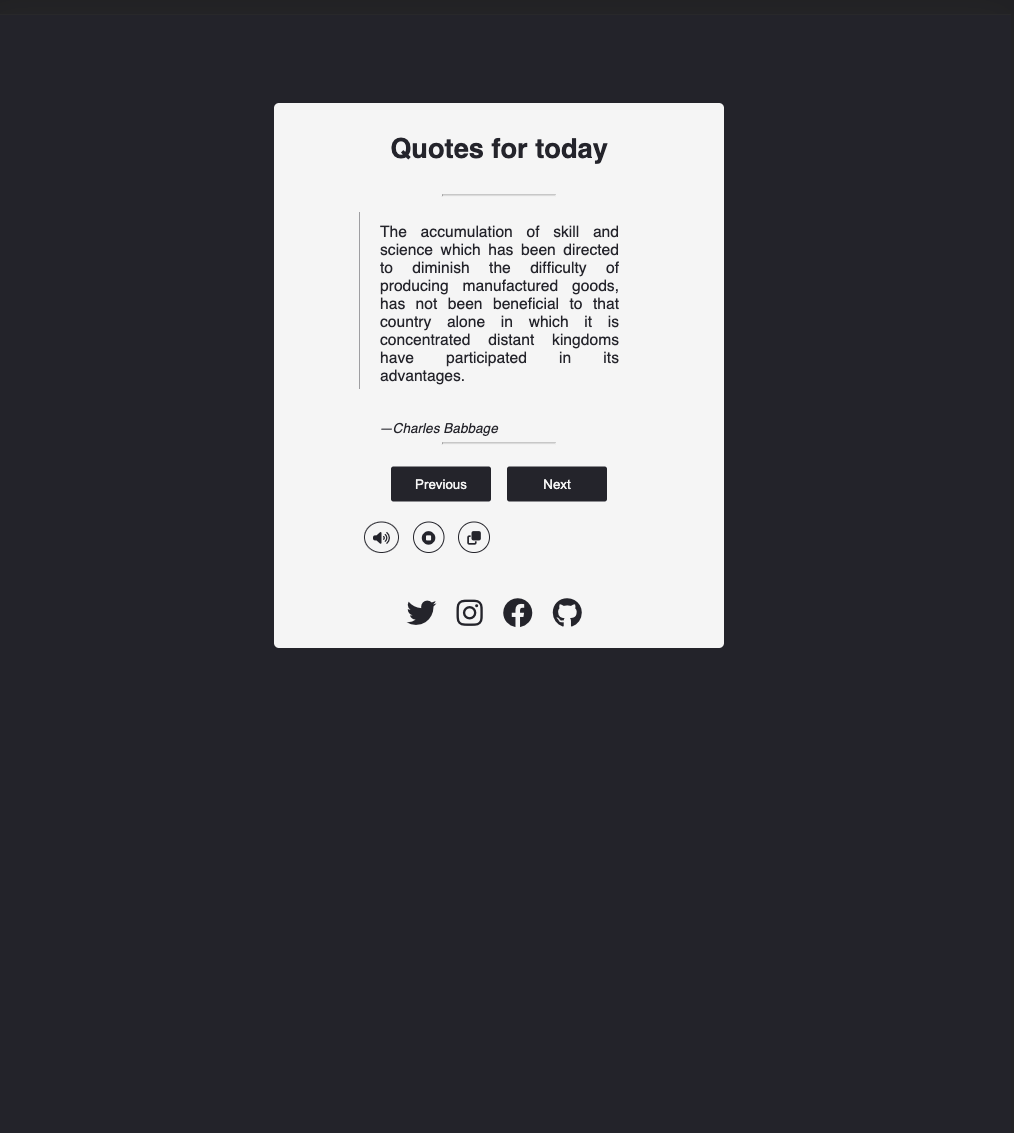 Quotes for today
The accumulation of skill and
science which has been directed
to diminish the difficulty of
producing manufactured goods,
has not been beneficial to that
country alone in which it is
concentrated distant kingdoms
have participated in its
advantages.
—Charles Babbage
Previous Next